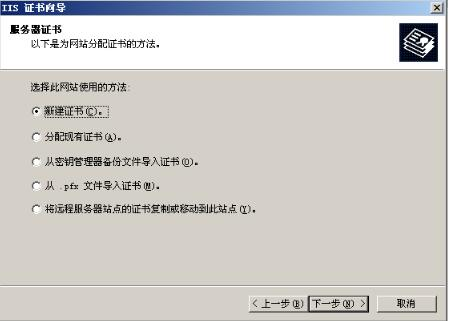 IIS 证书向导
服务器证书
以下是为网站分配证书的方法。
选择此网站使用的方法:
新建证书(C)。
分配现有证书(A)。
从密钥管理器备份文件导入证书(O)。
从 .pfx 文件导入证书(M)。
将远程服务器站点的证书复制或移动到此站点(Y)。
< 上一步(B) 下一步(N) > 取消